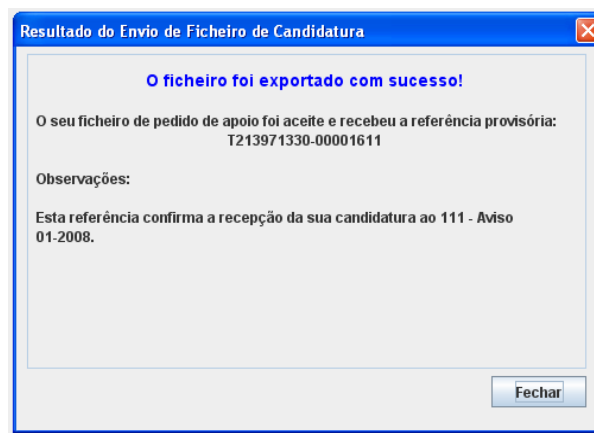 Resultado do Envio de Ficheiro de Candidatura
O ficheiro foi exportado com sucesso!
O seu ficheiro de pedido de apoio foi aceite e recebeu a referência provisória:
T213971330-00001611
Observações:
Esta referência confirma a recepção da sua candidatura ao 111 - Aviso
01-2008.
Fechar